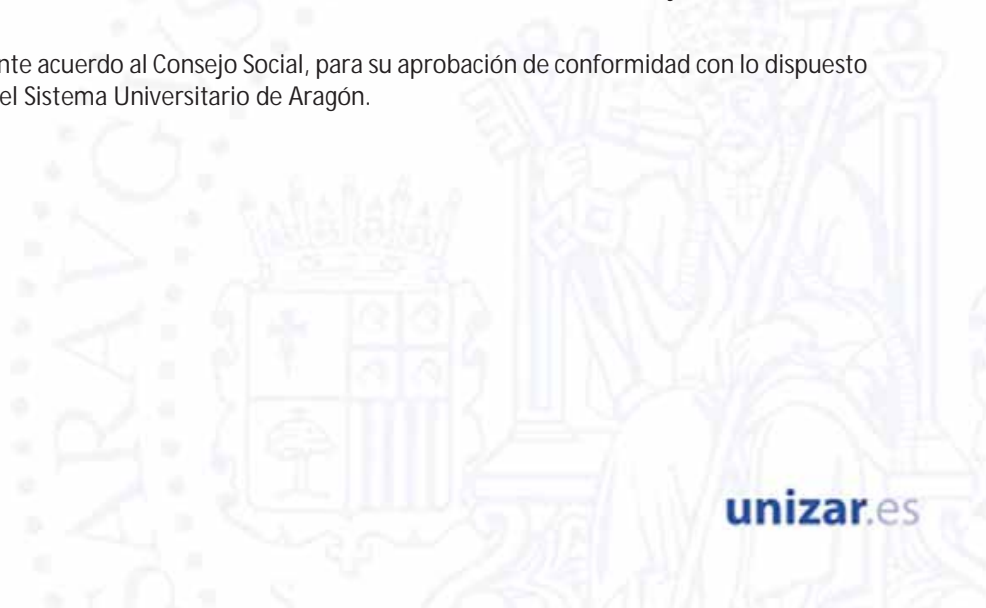 nte acuerdo al Consejo Social, para su aprobación de conformidad con lo dispuesto
el Sistema Universitario de Aragón.
unizar.es